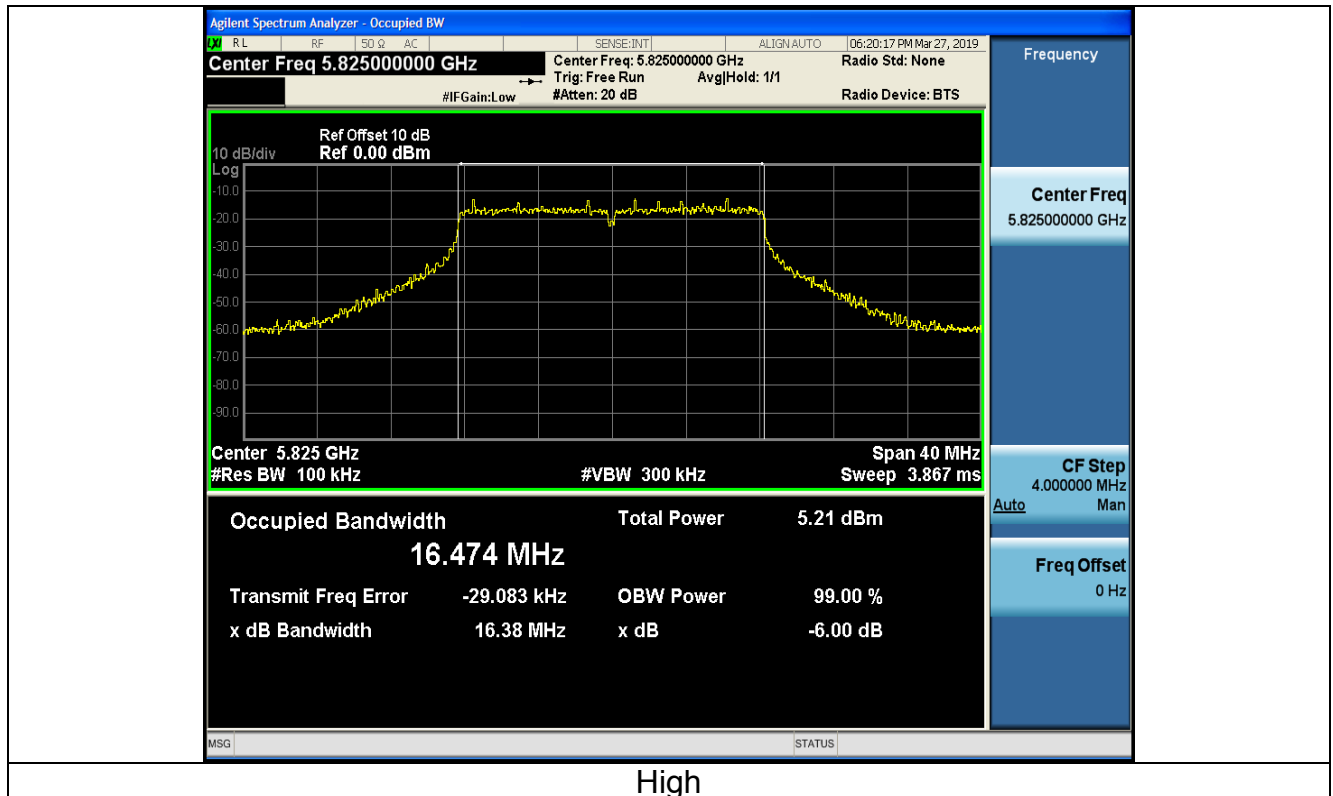 Agilent Spectrum Analyzer - Occupied BW
LXI RL RF 50 Ω AC SENSE:INT ALIGN AUTO 06:20:17 PM Mar 27, 2019
Center Freq 5.825000000 GHz
Center Freq: 5.825000000 GHz Radio Std: None
Trig: Free Run Avg|Hold: 1/1
#IFGain:Low #Atten: 20 dB Radio Device: BTS
Ref Offset 10 dB
10 dB/div Ref 0.00 dBm
Log
-10.0
-20.0
-30.0
-40.0
-50.0
-60.0
-70.0
-80.0
-90.0
Center 5.825 GHz Span 40 MHz
#Res BW 100 kHz #VBW 300 kHz Sweep 3.867 ms
Occupied Bandwidth Total Power 5.21 dBm
16.474 MHz
Transmit Freq Error -29.083 kHz OBW Power 99.00 %
x dB Bandwidth 16.38 MHz x dB -6.00 dB
Frequency
Center Freq
5.825000000 GHz
CF Step
4.000000 MHz
Auto Man
Freq Offset
0 Hz
MSG STATUS
High